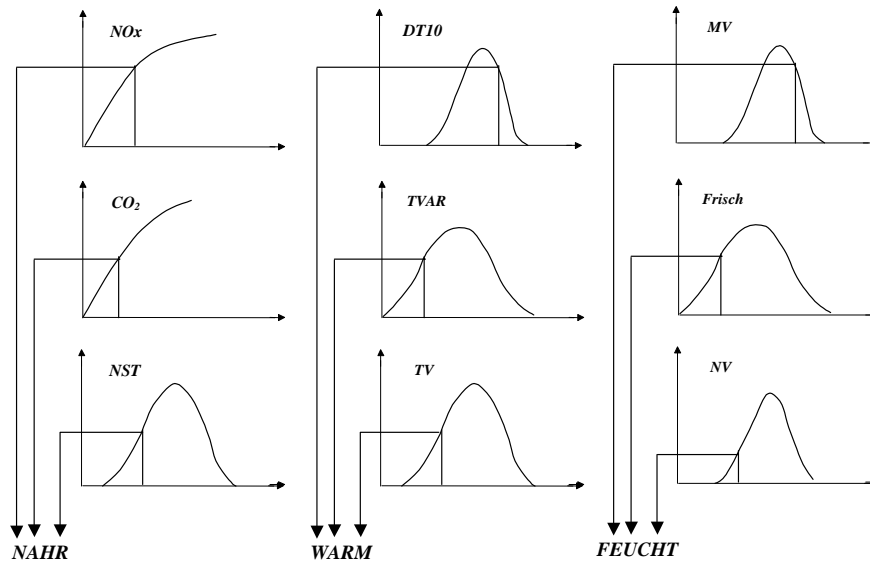 NOx
DT10
MV
CO₂
TVAR
Frisch
NST
TV
NV
NAHR
WARM
FEUCHT